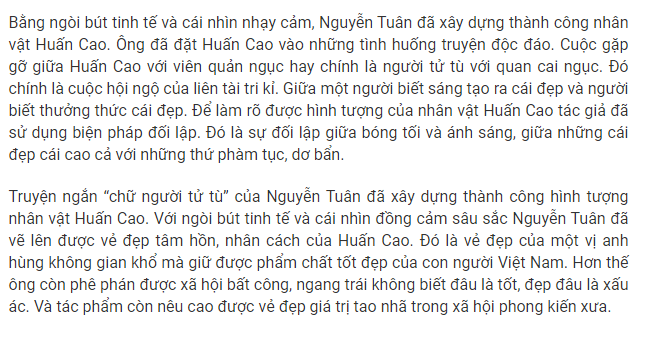 Bằng ngòi bút tinh tế và cái nhìn nhạy cảm, Nguyễn Tuân đã xây dựng thành công nhân
vật Huấn Cao. Ông đã đặt Huấn Cao vào những tình huống truyện độc đáo. Cuộc gặp
gỡ giữa Huấn Cao với viên quản ngục hay chính là người tử tù với quan cai ngục. Đó
chính là cuộc hội ngộ của liên tài tri kỉ. Giữa một người biết sáng tạo ra cái đẹp và người
biết thưởng thức cái đẹp. Để làm rõ được hình tượng của nhân vật Huấn Cao tác giả đã
sử dụng biện pháp đối lập. Đó là sự đối lập giữa bóng tối và ánh sáng, giữa những cái
đẹp cái cao cả với những thứ phàm tục, dơ bẩn.
Truyện ngắn “chữ người tử tù” của Nguyễn Tuân đã xây dựng thành công hình tượng
nhân vật Huấn Cao. Với ngòi bút tinh tế và cái nhìn đồng cảm sâu sắc Nguyễn Tuân đã
vẽ lên được vẻ đẹp tâm hồn, nhân cách của Huấn Cao. Đó là vẻ đẹp của một vị anh
hùng không gian khổ mà giữ được phẩm chất tốt đẹp của con người Việt Nam. Hơn thế
ông còn phê phán được xã hội bất công, ngang trái không biết đâu là tốt, đẹp đâu là xấu
ác. Và tác phẩm còn nêu cao được vẻ đẹp giá trị tao nhã trong xã hội phong kiến xưa.